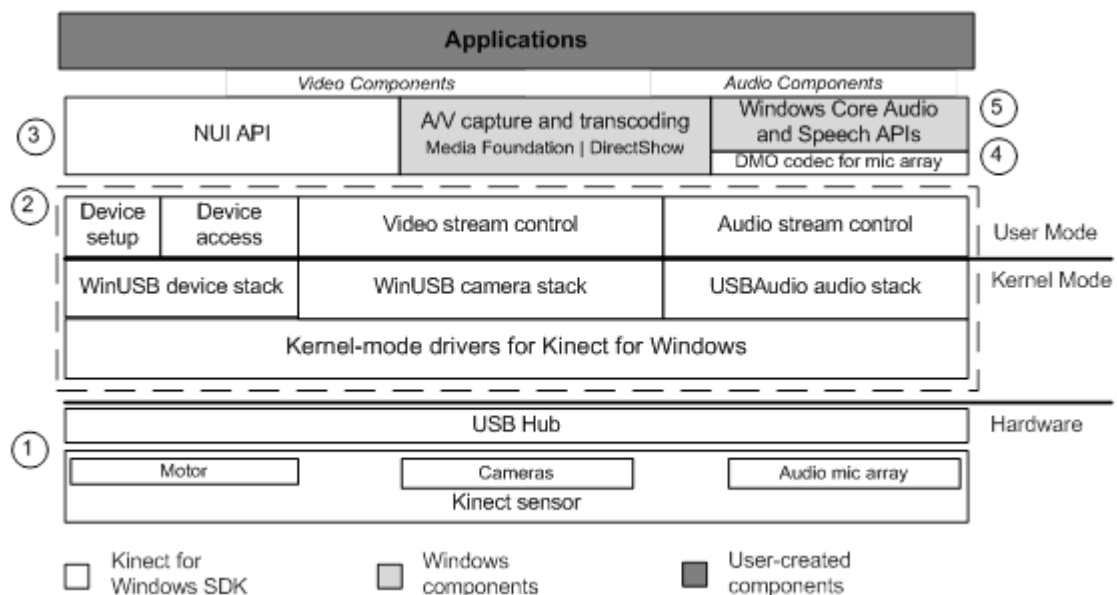 Applications
Video Components
Audio Components
3
NUI API
A/V capture and transcoding
Media Foundation | DirectShow
Windows Core Audio
and Speech APIs
5
DMO codec for mic array
4
2
Device
setup
Device
access
Video stream control
Audio stream control
User Mode
WinUSB device stack
WinUSB camera stack
USBAudio audio stack
Kernel Mode
Kernel-mode drivers for Kinect for Windows
USB Hub
Hardware
1
Motor
Cameras
Audio mic array
Kinect sensor
Kinect for
Windows SDK
Windows
components
User-created
components